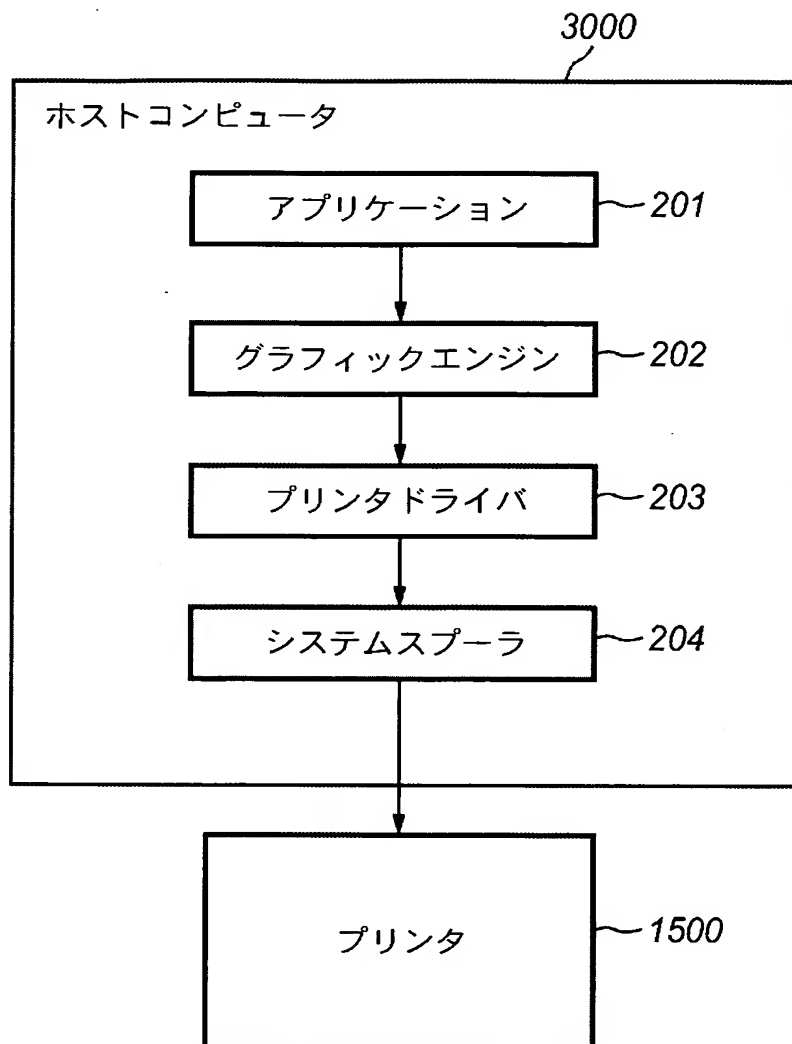 3000
ホストコンピュータ
アプリケーション 201
グラフィックエンジン 202
プリンタドライバ 203
システムスプーラ 204
プリンタ 1500